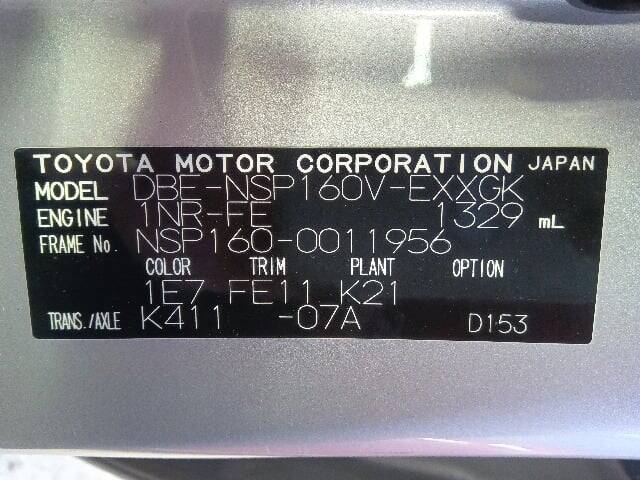 TOYOTA MOTOR CORPORATION JAPAN
MODEL DBE-NSP160V-EXXGK
ENGINE 1NR-FE 1329 mL
FRAME No. NSP160-0011956
COLOR TRIM PLANT OPTION
1E7 FE11 K21
TRANS./AXLE K411 -07A D153